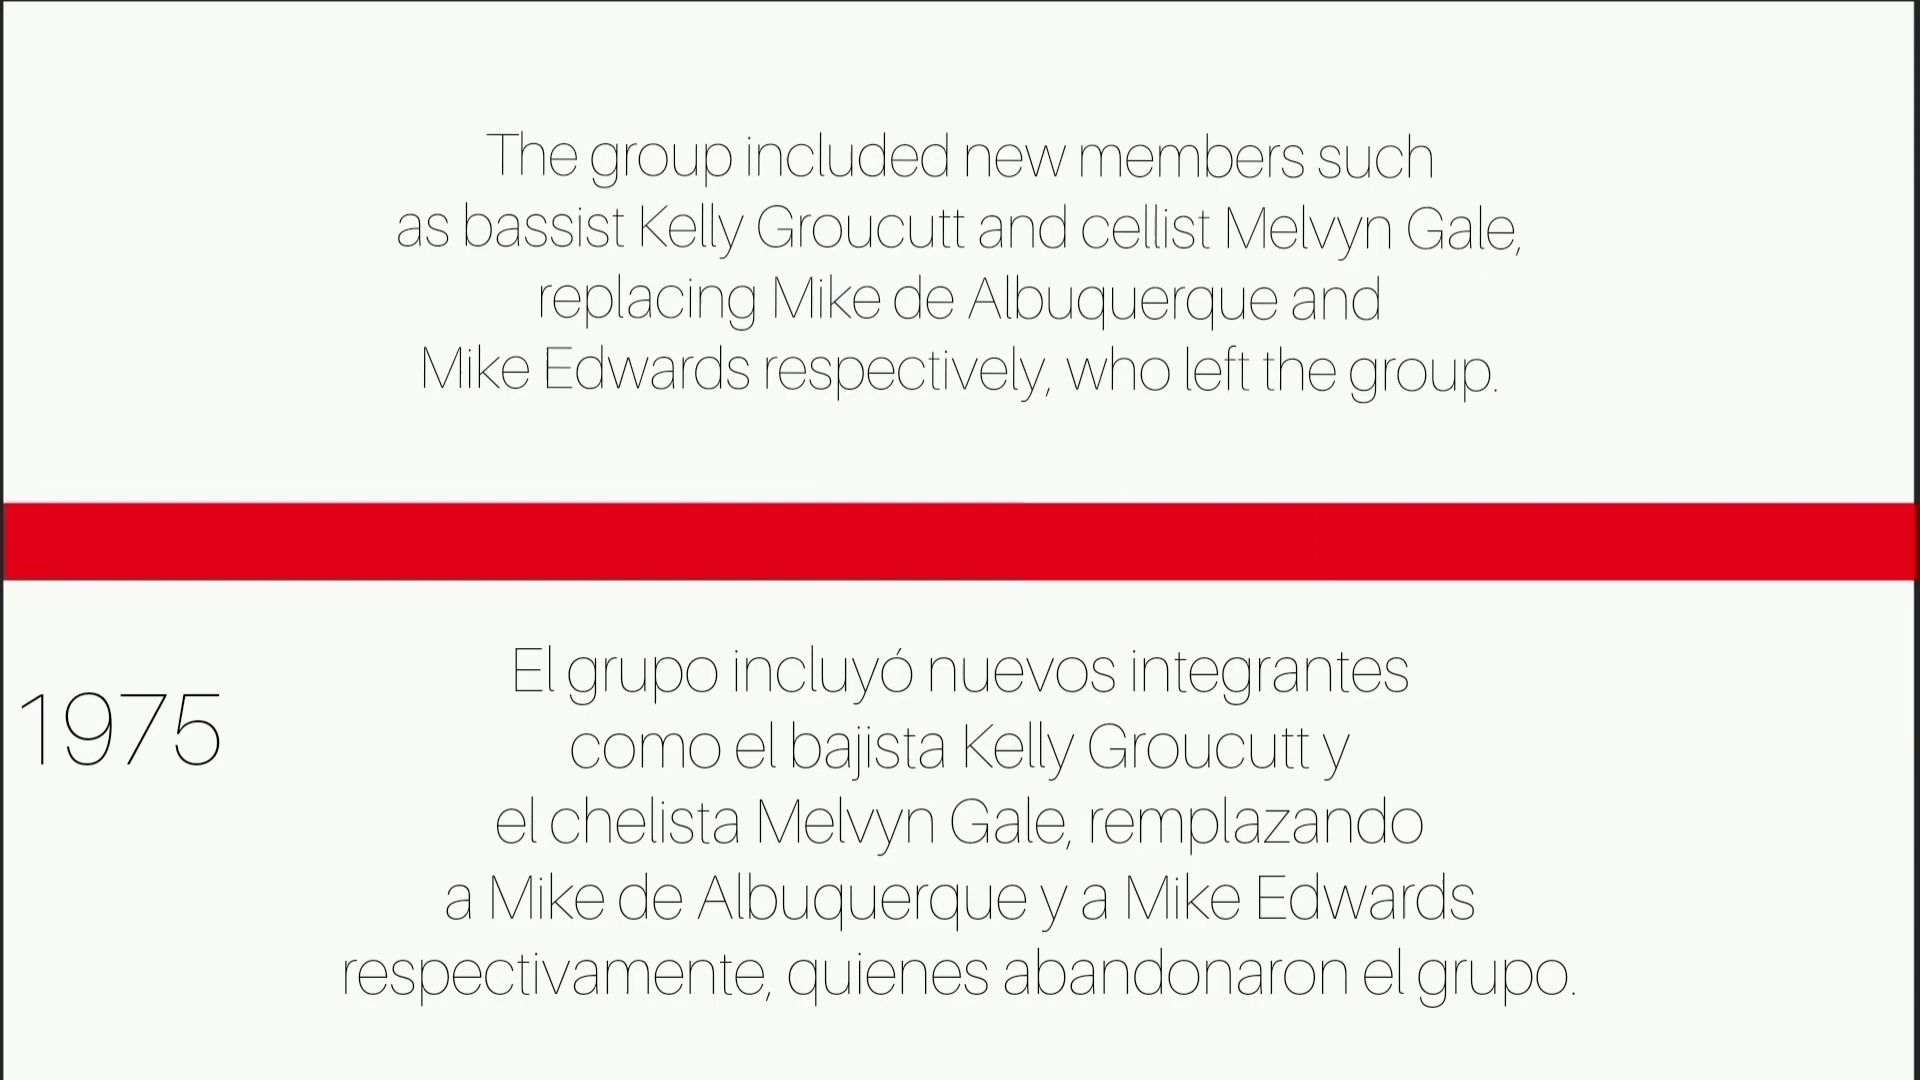 The group included new members such
as bassist Kelly Groucutt and cellist Melvyn Gale,
replacing Mike de Albuquerque and
Mike Edwards respectively, who left the group.
1975
El grupo incluyó nuevos integrantes
como el bajista Kelly Groucutt y
el chelista Melvyn Gale, remplazando
a Mike de Albuquerque y a Mike Edwards
respectivamente, quienes abandonaron el grupo.